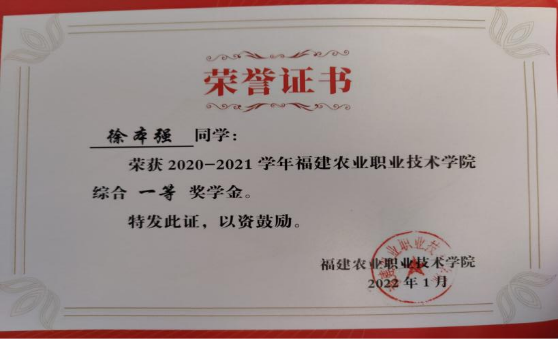 荣誉证书
徐本强 同学：
荣获 2020-2021 学年福建农业职业技术学院
综合 一等 奖学金。
特发此证，以资鼓励。
福建农业职业技术学院
2022 年 1 月